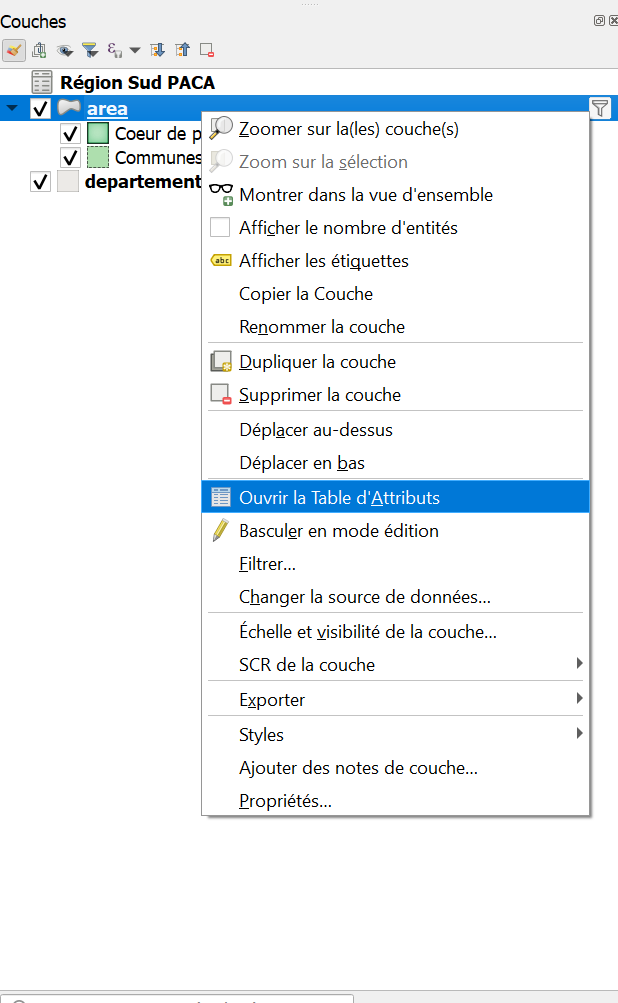 Couches
Région Sud PACA
area
Coeur de p
Communes
departement
Zoomer sur la(les) couche(s)
Zoom sur la sélection
Montrer dans la vue d'ensemble
Afficher le nombre d'entités
abc Afficher les étiquettes
Copier la Couche
Renommer la couche
Dupliquer la couche
Supprimer la couche
Déplacer au-dessus
Déplacer en bas
Ouvrir la Table d'Attributs
Basculer en mode édition
Filtrer...
Changer la source de données...
Échelle et visibilité de la couche...
SCR de la couche
Exporter
Styles
Ajouter des notes de couche...
Propriétés...